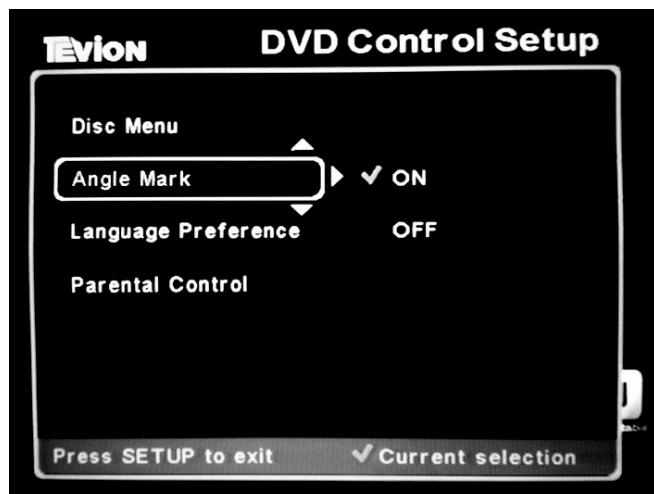 TEViON DVD Control Setup
Disc Menu
Angle Mark ON
Language Preference OFF
Parental Control
Press SETUP to exit Current selection